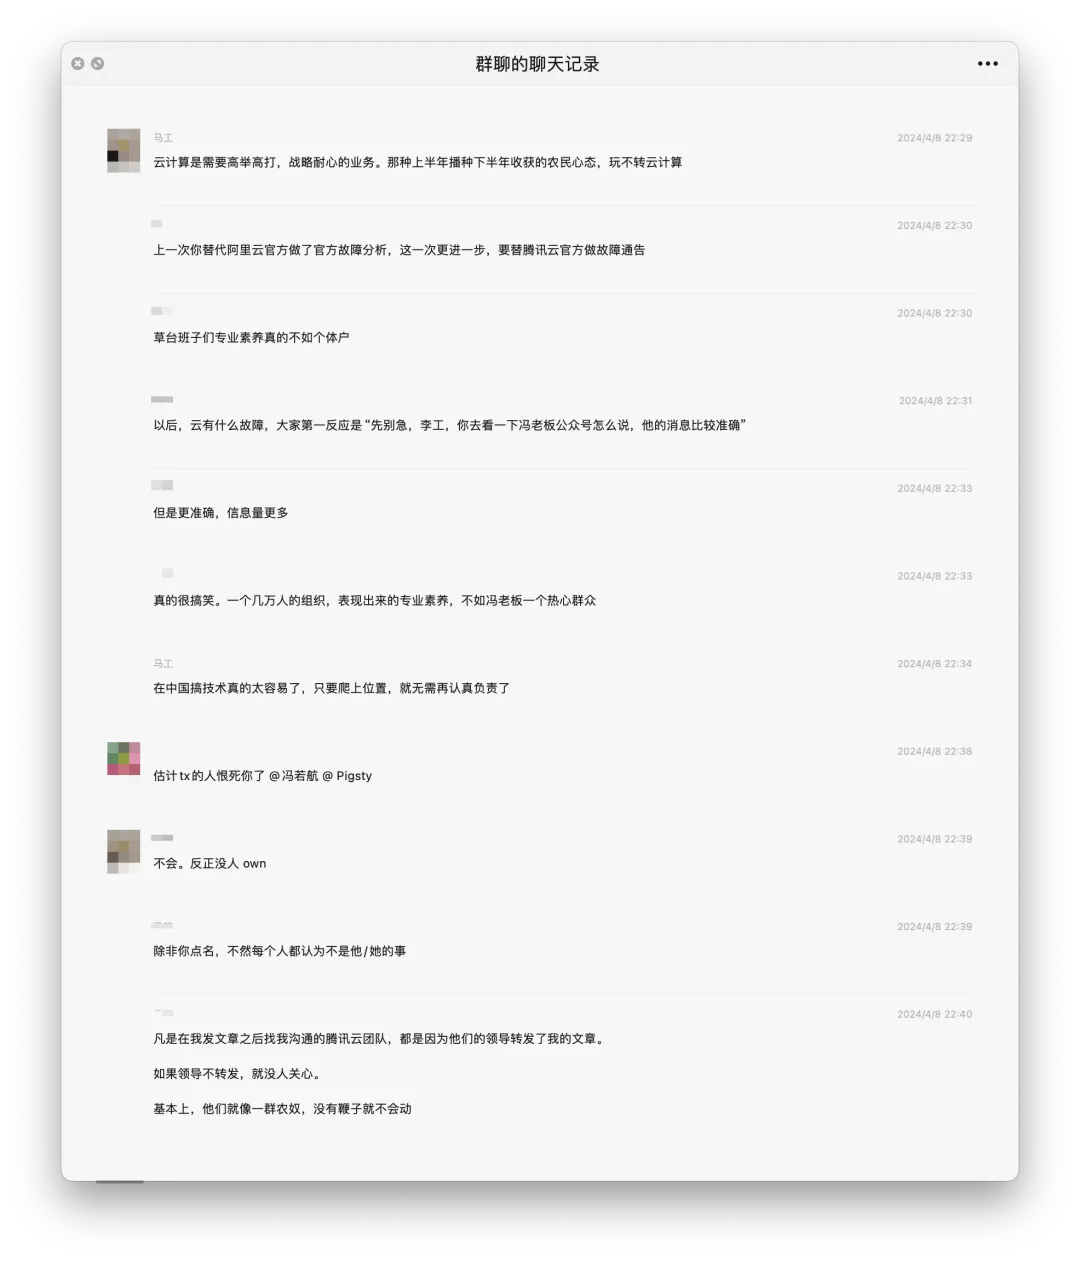 群聊的聊天记录
马工
2024/4/8 22:29
云计算是需要高举高打，战略耐心的业务。那种上半年播种下半年收获的农民心态，玩不转云计算
2024/4/8 22:30
上一次你替代阿里云官方做了官方故障分析，这一次更进一步，要替腾讯云官方做故障通告
2024/4/8 22:30
草台班子们专业素养真的不如个体户
2024/4/8 22:31
以后，云有什么故障，大家第一反应是“先别急，李工，你去看一下冯老板公众号怎么说，他的消息比较准确”
2024/4/8 22:33
但是更准确，信息量更多
2024/4/8 22:33
真的很搞笑。一个几万人的组织，表现出来的专业素养，不如冯老板一个热心群众
马工
2024/4/8 22:34
在中国搞技术真的太容易了，只要爬上位置，就无需再认真负责了
2024/4/8 22:38
估计tx的人恨死你了 @冯若航 @ Pigsty
2024/4/8 22:39
不会。反正没人 own
2024/4/8 22:39
除非你点名，不然每个人都认为不是他/她的事
2024/4/8 22:40
凡是在我发文章之后找我沟通的腾讯云团队，都是因为他们的领导转发了我的文章。
如果领导不转发，就没人关心。
基本上，他们就像一群农奴，没有鞭子就不会动